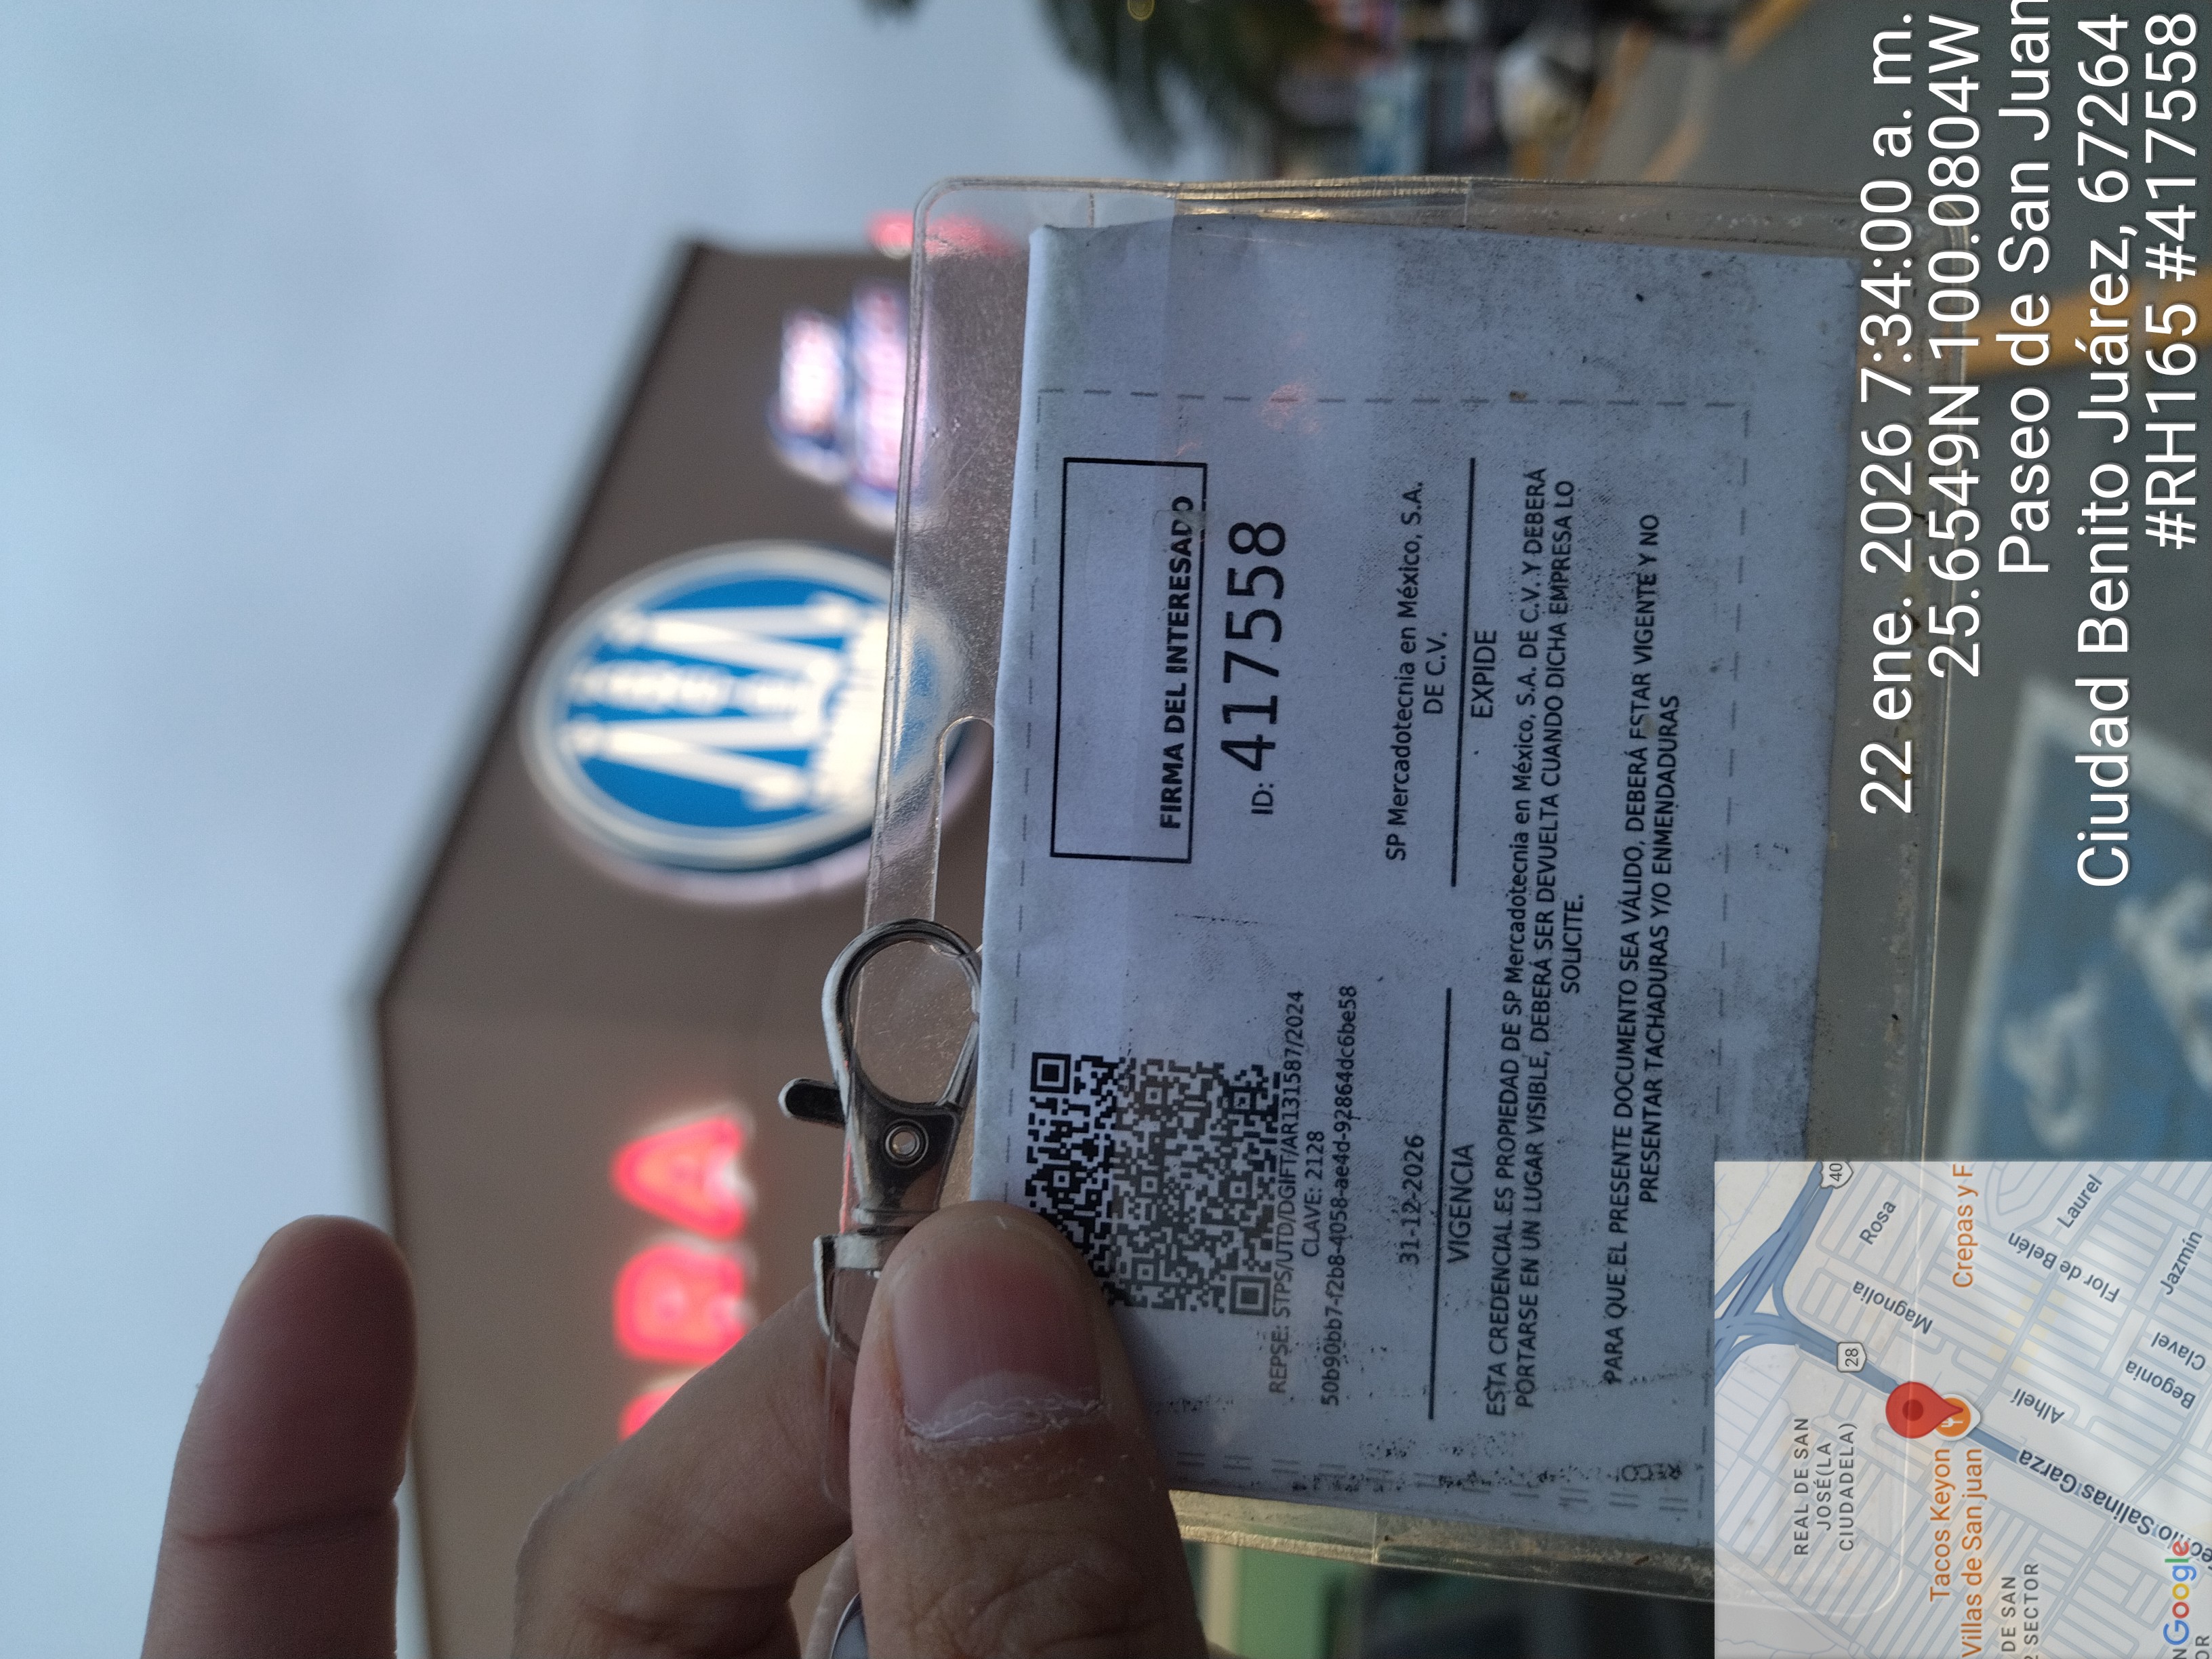 FIRMA DEL INTERESADO
ID: 417558
REPSE: STPS/UTD/DGIFT/AR131587/2024
CLAVE: 2128
50b90bb7-f2b8-4058-ae4d-92864dc6be58
31-12-2026
VIGENCIA
SP Mercadotecnia en México, S.A.
DE C.V.
EXPIDE
ESTA CREDENCIAL ES PROPIEDAD DE SP Mercadotecnia en México, S.A. DE C.V. Y DEBERÁ
PORTARSE EN UN LUGAR VISIBLE, DEBERÁ SER DEVUELTA CUANDO DICHA EMPRESA LO
SOLICITE.
PARA QUE EL PRESENTE DOCUMENTO SEA VÁLIDO, DEBERÁ ESTAR VIGENTE Y NO
PRESENTAR TACHADURAS Y/O ENMENDADURAS
22 ene. 2026 7:34:00 a. m.
25.6549N 100.0804W
Paseo de San Juan
Ciudad Benito Juárez, 67264
#RH165 #417558
40
Rosa
Laurel
Magnolia
Flor de Belén
Crepas y F
Jazmín
28
Clavel
Begonia
Alhelí
REAL DE SAN
JOSÉ(LA
CIUDADELA)
Tacos Keyon
Villas de San juan
Salinas Garza
DE SAN
SECTOR
Google